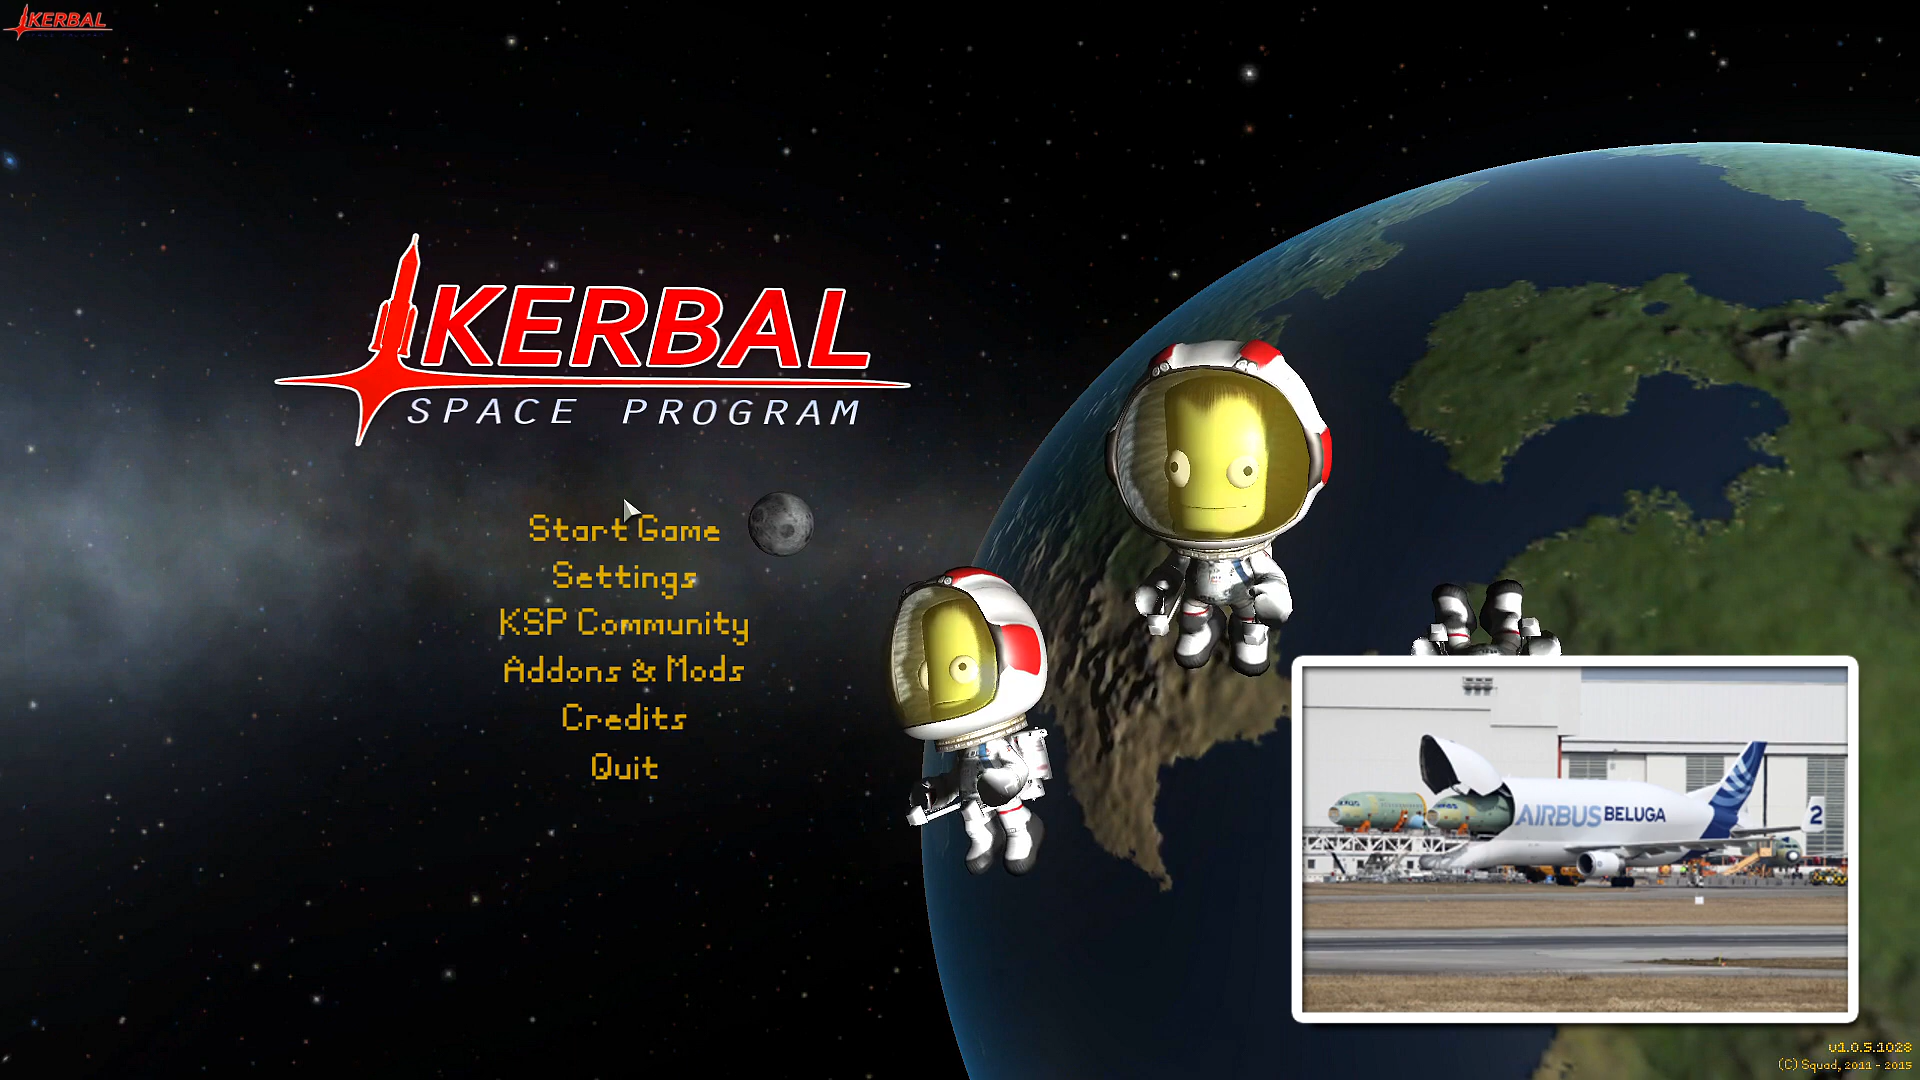 KERBAL
KERBAL
SPACE PROGRAM
Start Game
Settings
KSP Community
Addons & Mods
Credits
Quit
AIRBUS BELUGA
2
v1.0.5.1028
(C) Squad, 2011 - 2015